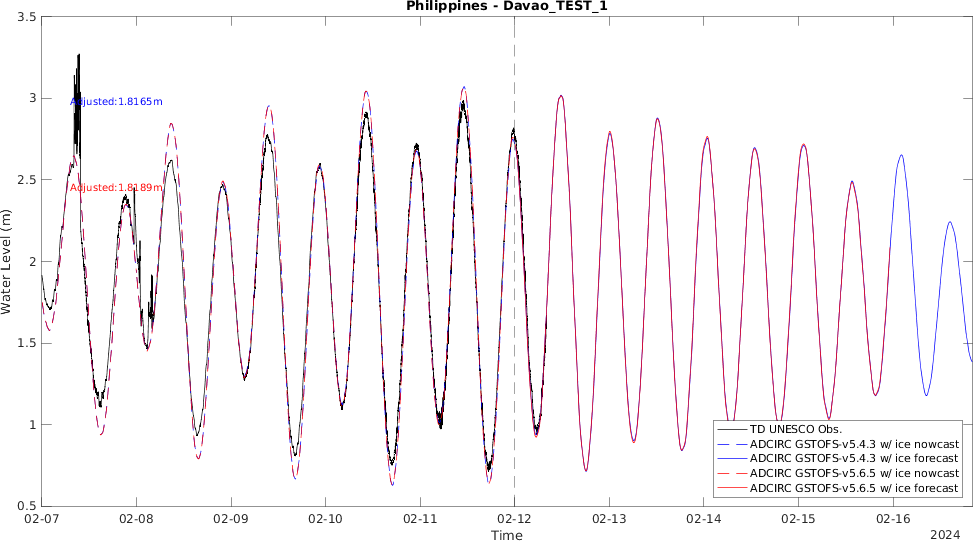 Philippines - Davao_TEST_1
3.5
3
2.5
2
1.5
1
0.5
Water Level (m)
Adjusted:1.8165m
Adjusted:1.8189m
TD UNESCO Obs.
ADCIRC GSTOFS-v5.4.3 w/ ice nowcast
ADCIRC GSTOFS-v5.4.3 w/ ice forecast
ADCIRC GSTOFS-v5.6.5 w/ ice nowcast
ADCIRC GSTOFS-v5.6.5 w/ ice forecast
02-07 02-08 02-09 02-10 02-11 02-12 02-13 02-14 02-15 02-16
Time
2024